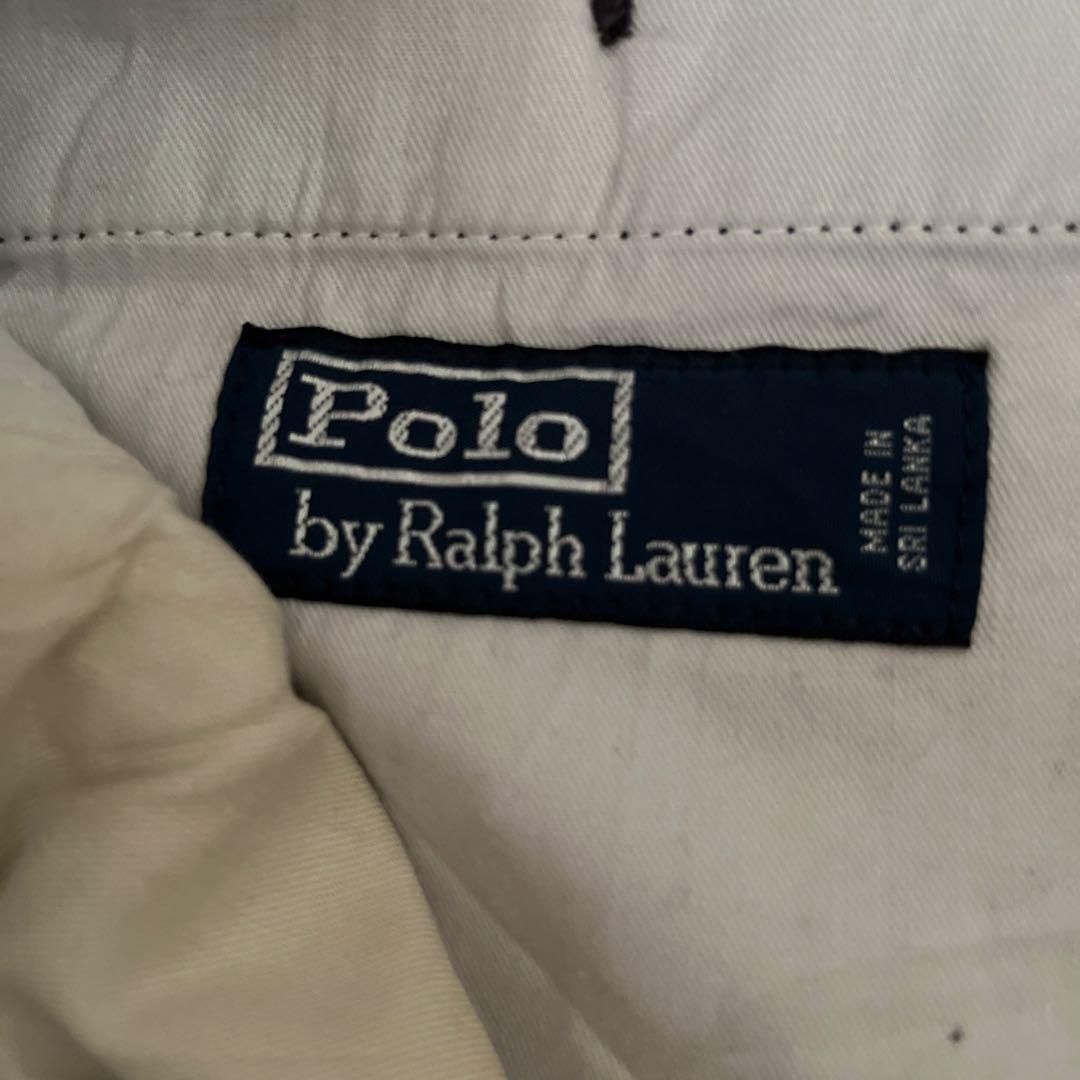 Polo
by Ralph Lauren
MADE IN
SRI LANKA